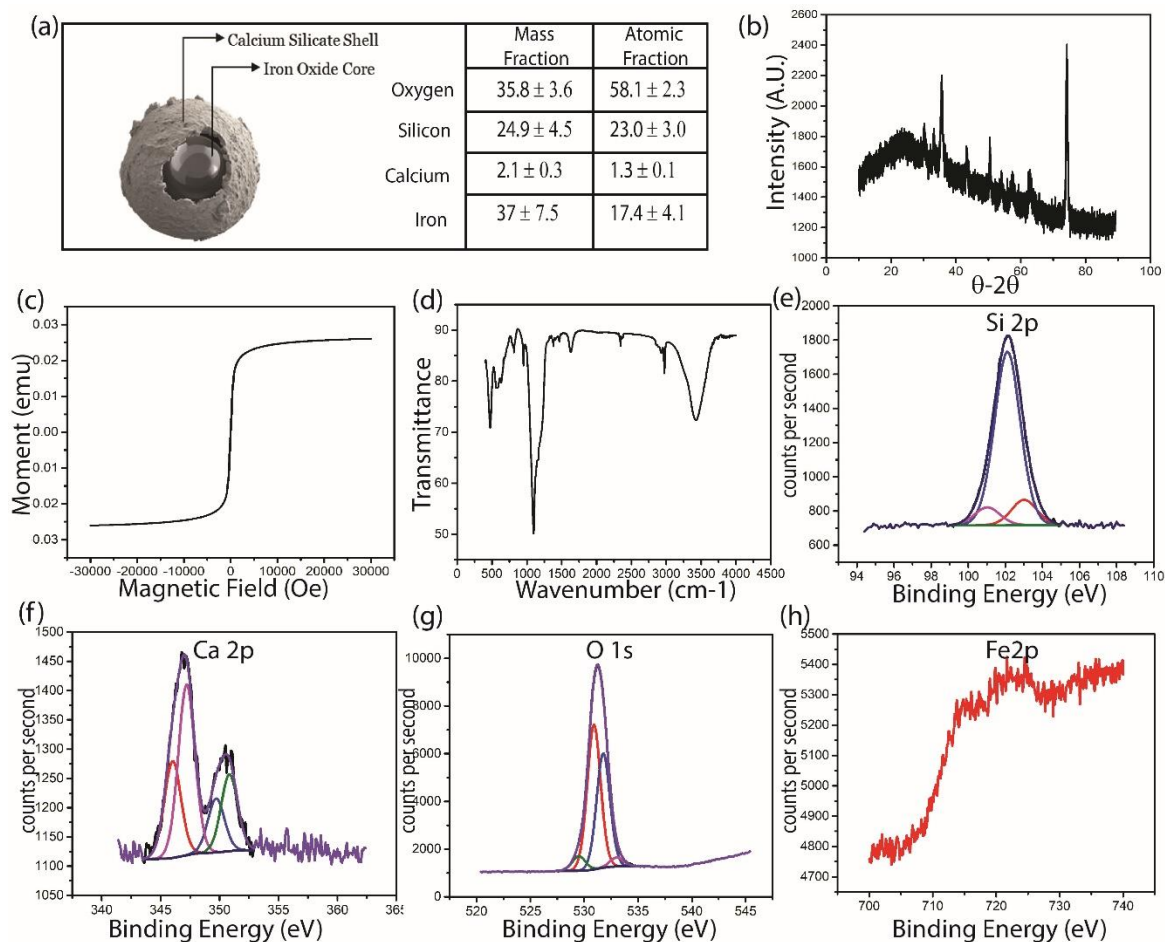 (a)
Calcium Silicate Shell
Iron Oxide Core
Mass Fraction
Atomic Fraction
Oxygen 35.8 ± 3.6 58.1 ± 2.3
Silicon 24.9 ± 4.5 23.0 ± 3.0
Calcium 2.1 ± 0.3 1.3 ± 0.1
Iron 37 ± 7.5 17.4 ± 4.1
(b)
Intensity (A.U.)
2400
2200
2000
1800
1600
1400
1200
1000
0 20 40 60 80 100
θ-2θ
(c)
Moment (emu)
0.03
0.02
0.01
0.00
0.01
0.02
0.03
-30000 -20000 -10000 0 10000 20000 30000
Magnetic Field (Oe)
(d)
Transmittance
90
80
70
60
50
0 500 1000 1500 2000 2500 3000 3500 4000 4500
Wavenumber (cm-1)
(e)
Si 2p
counts per second
2000
1800
1600
1400
1200
1000
800
600
94 96 98 100 102 104 106 108 110
Binding Energy (eV)
(f)
Ca 2p
counts per second
1500
1450
1400
1350
1300
1250
1200
1150
1100
1050
340 345 350 355 360 365
Binding Energy (eV)
(g)
O 1s
counts per second
10000
8000
6000
4000
2000
0
520 525 530 535 540 545
Binding Energy (eV)
(h)
Fe2p
counts per second
5500
5400
5300
5200
5100
5000
4900
4800
4700
700 710 720 730 740
Binding Energy (eV)